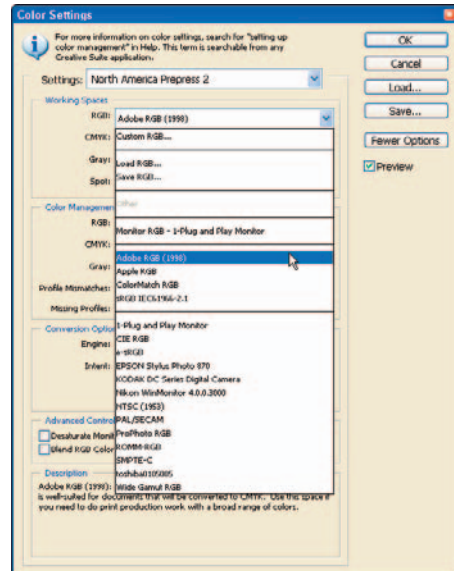 Color Settings
For more information on color settings, search for "setting up
color management" in Help. This term is searchable from any
Creative Suite application.
OK
Cancel
Load...
Save...
Fewer Options
Preview
Settings: North America Prepress 2
Working Spaces
RGB: Adobe RGB (1998)
CMYK: Custom RGB...
Gray: Load RGB...
Spot: Save RGB...
Other
Color Managemen
RGB:
Monitor RGB - 1-Plug and Play Monitor
CMYK:
Adobe RGB (1998)
Gray: Apple RGB
ColorMatch RGB
Profile Mismatches:
sRGB IEC61966-2.1
Missing Profiles:
Conversion Optio
1-Plug and Play Monitor
Engine: CIE RGB
e-sRGB
Intent: EPSON Stylus Photo 870
KODAK DC Series Digital Camera
Nikon WinMonitor 4.0.0.3000
NTSC (1953)
Advanced Control
PAL/SECAM
Desaturate Monit
ProPhoto RGB
Blend RGB Color
ROMM-RGB
SMPTE-C
Description
toshiba0105005
Adobe RGB (1998): Wide Gamut RGB
is well-suited for documents that will be converted to CMYK. Use this space if
you need to do print production work with a broad range of colors.